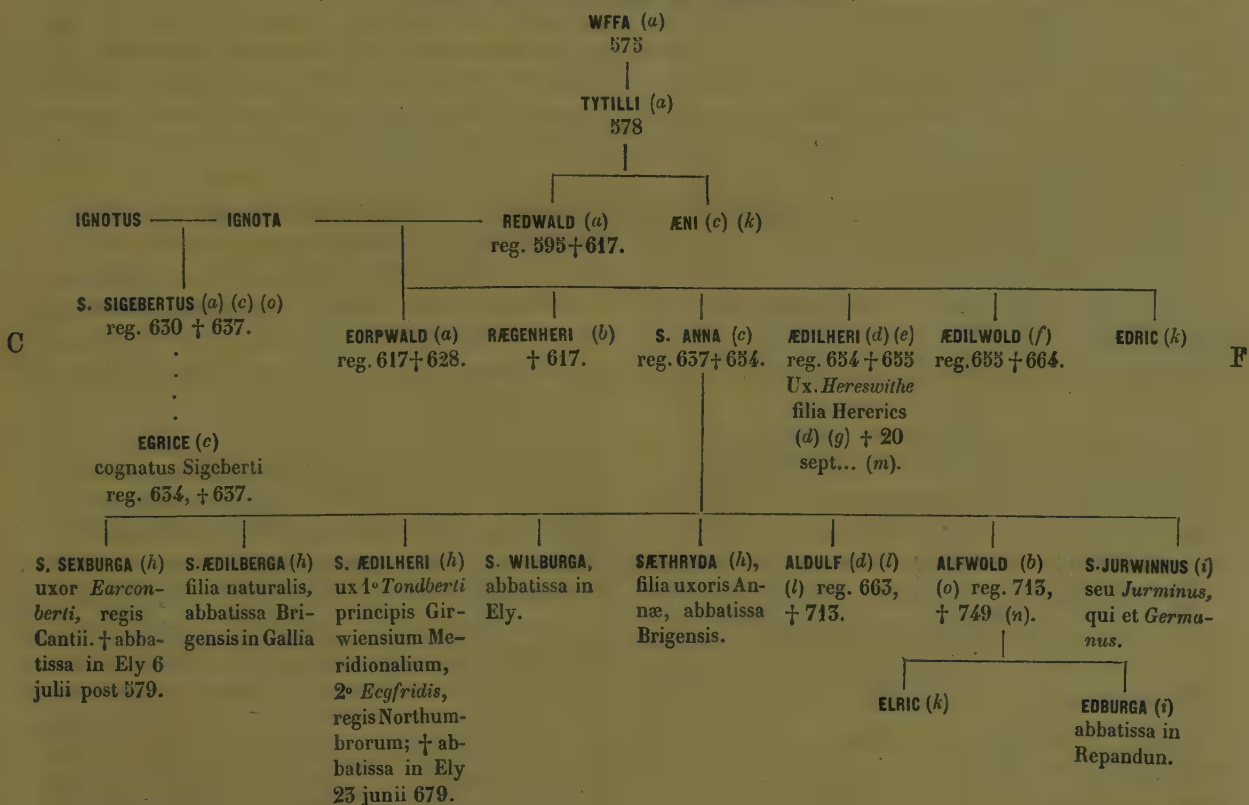 WFFA (a)
575
TYTILLI (a)
578
IGNOTUS IGNOTA REDWALD (a) ÆNI (c) (k)
reg. 595†617.
S. SIGEBERTUS (a) (c) (o)
reg. 630 † 637.
C
EORPWALD (a)
reg. 617†628.
RÆGENHERI (b)
† 617.
S. ANNA (c)
reg. 637†654.
ÆDILHERI (d) (e)
reg. 654†655
Ux. Hereswithe
filia Hererics
(d) (g) † 20
sept... (m).
ÆDILWOLD (f)
reg. 655†664.
EDRIC (k)
F
EGRICE (c)
cognatus Sigeberti
reg. 634, †637.
S. SEXBURGA (h)
uxor Earcon-
berti, regis
Cantii. † abba-
tissa in Ely 6
julii post 579.
S. ÆDILBERGA (h)
filia naturalis,
abbatissa Bri-
gensis in Gallia
S. ÆDILHERI (h)
ux 1º Tondberti
principis Gir-
wiensium Me-
ridionalium,
2º Ecgfridis,
regis Northum-
brorum; † ab-
batissa in Ely
23 junii 679.
S. WILBURGA,
abbatissa in
Ely.
SÆTHRYDA (h),
filia uxoris An-
næ, abbatissa
Brigensis.
ALDULF (d) (l)
(l) reg. 663,
† 713.
ALFWOLD (b)
(o) reg. 713,
† 749 (n).
S. JURWINNUS (i)
seu Jurminus,
qui et Germa-
nus.
ELRIC (k)
EDBURGA (i)
abbatissa in
Repandun.